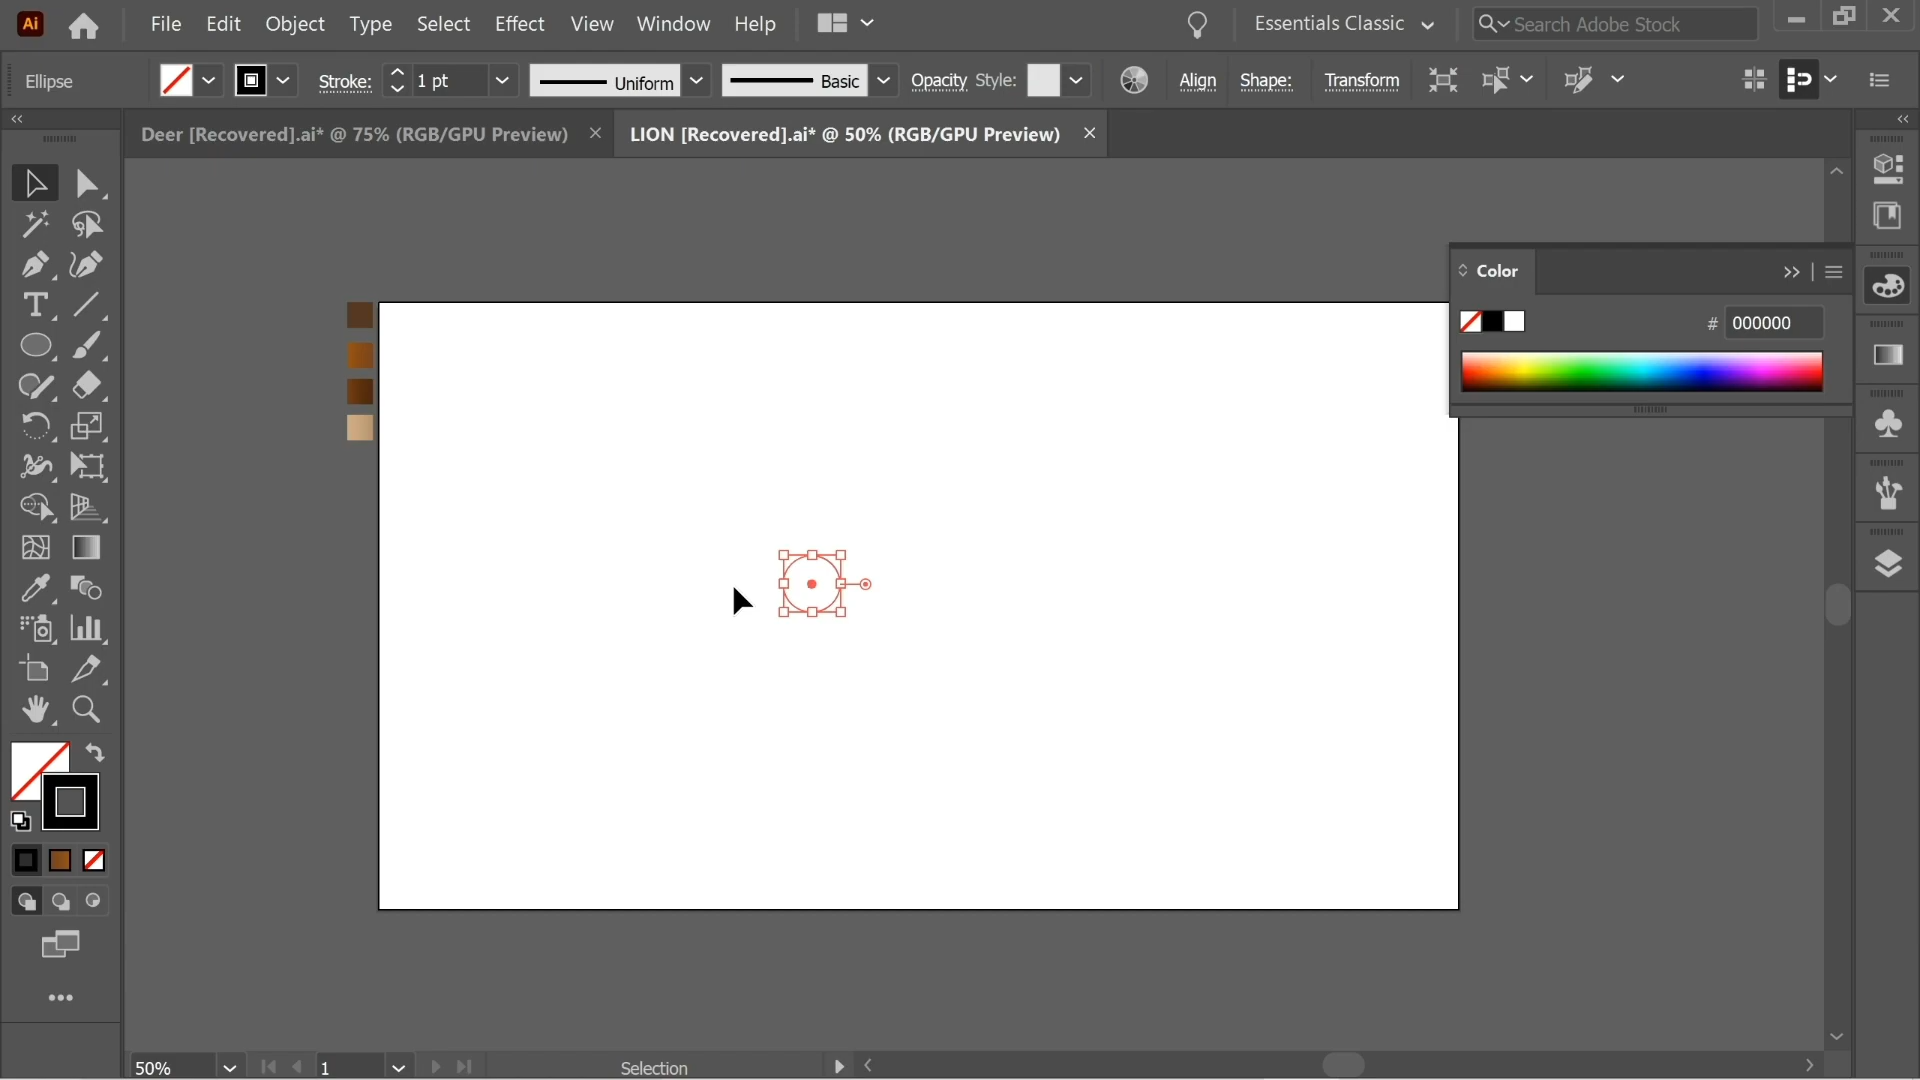 Ai File Edit Object Type Select Effect View Window Help Essentials Classic Search Adobe Stock
Ellipse Stroke: 1 pt Uniform Basic Opacity Style: Align Shape: Transform
Deer [Recovered].ai* @ 75% (RGB/GPU Preview) LION [Recovered].ai* @ 50% (RGB/GPU Preview)
Color
# 000000
50% 1 Selection